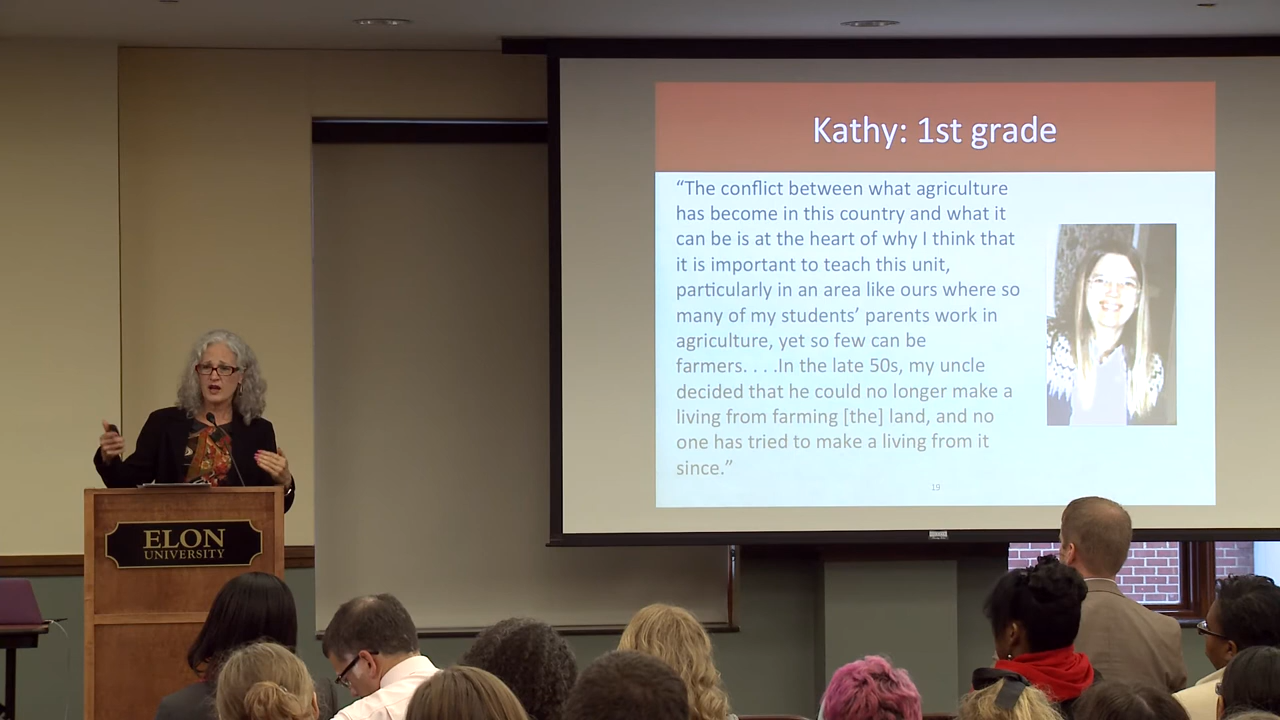 Kathy: 1st grade
“The conflict between what agriculture
has become in this country and what it
can be is at the heart of why I think that
it is important to teach this unit,
particularly in an area like ours where so
many of my students’ parents work in
agriculture, yet so few can be
farmers. . . .In the late 50s, my uncle
decided that he could no longer make a
living from farming [the] land, and no
one has tried to make a living from it
since.”
19
ELON
UNIVERSITY